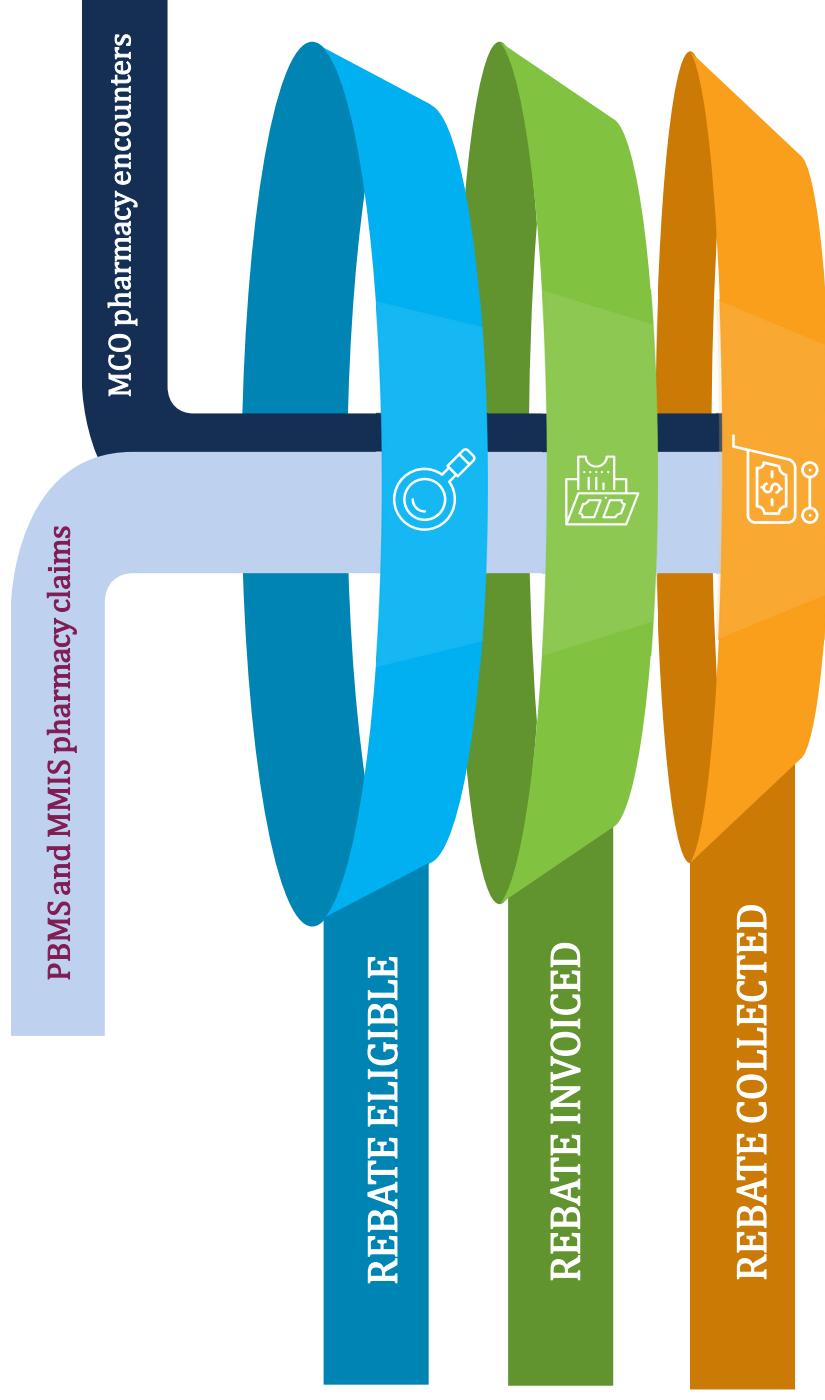 PBMS and MMIS pharmacy claims
MCO pharmacy encounters
REBATE ELIGIBLE
REBATE INVOICED
REBATE COLLECTED
-$-